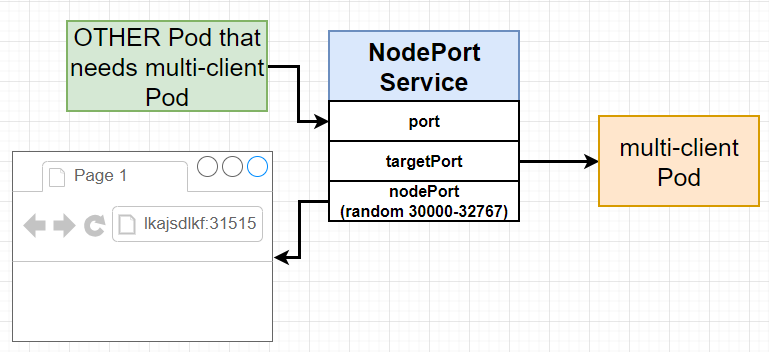 OTHER Pod that
needs multi-client
Pod
NodePort
Service
port
targetPort
nodePort
(random 30000-32767)
multi-client
Pod
Page 1
lkajsdlkf:31515